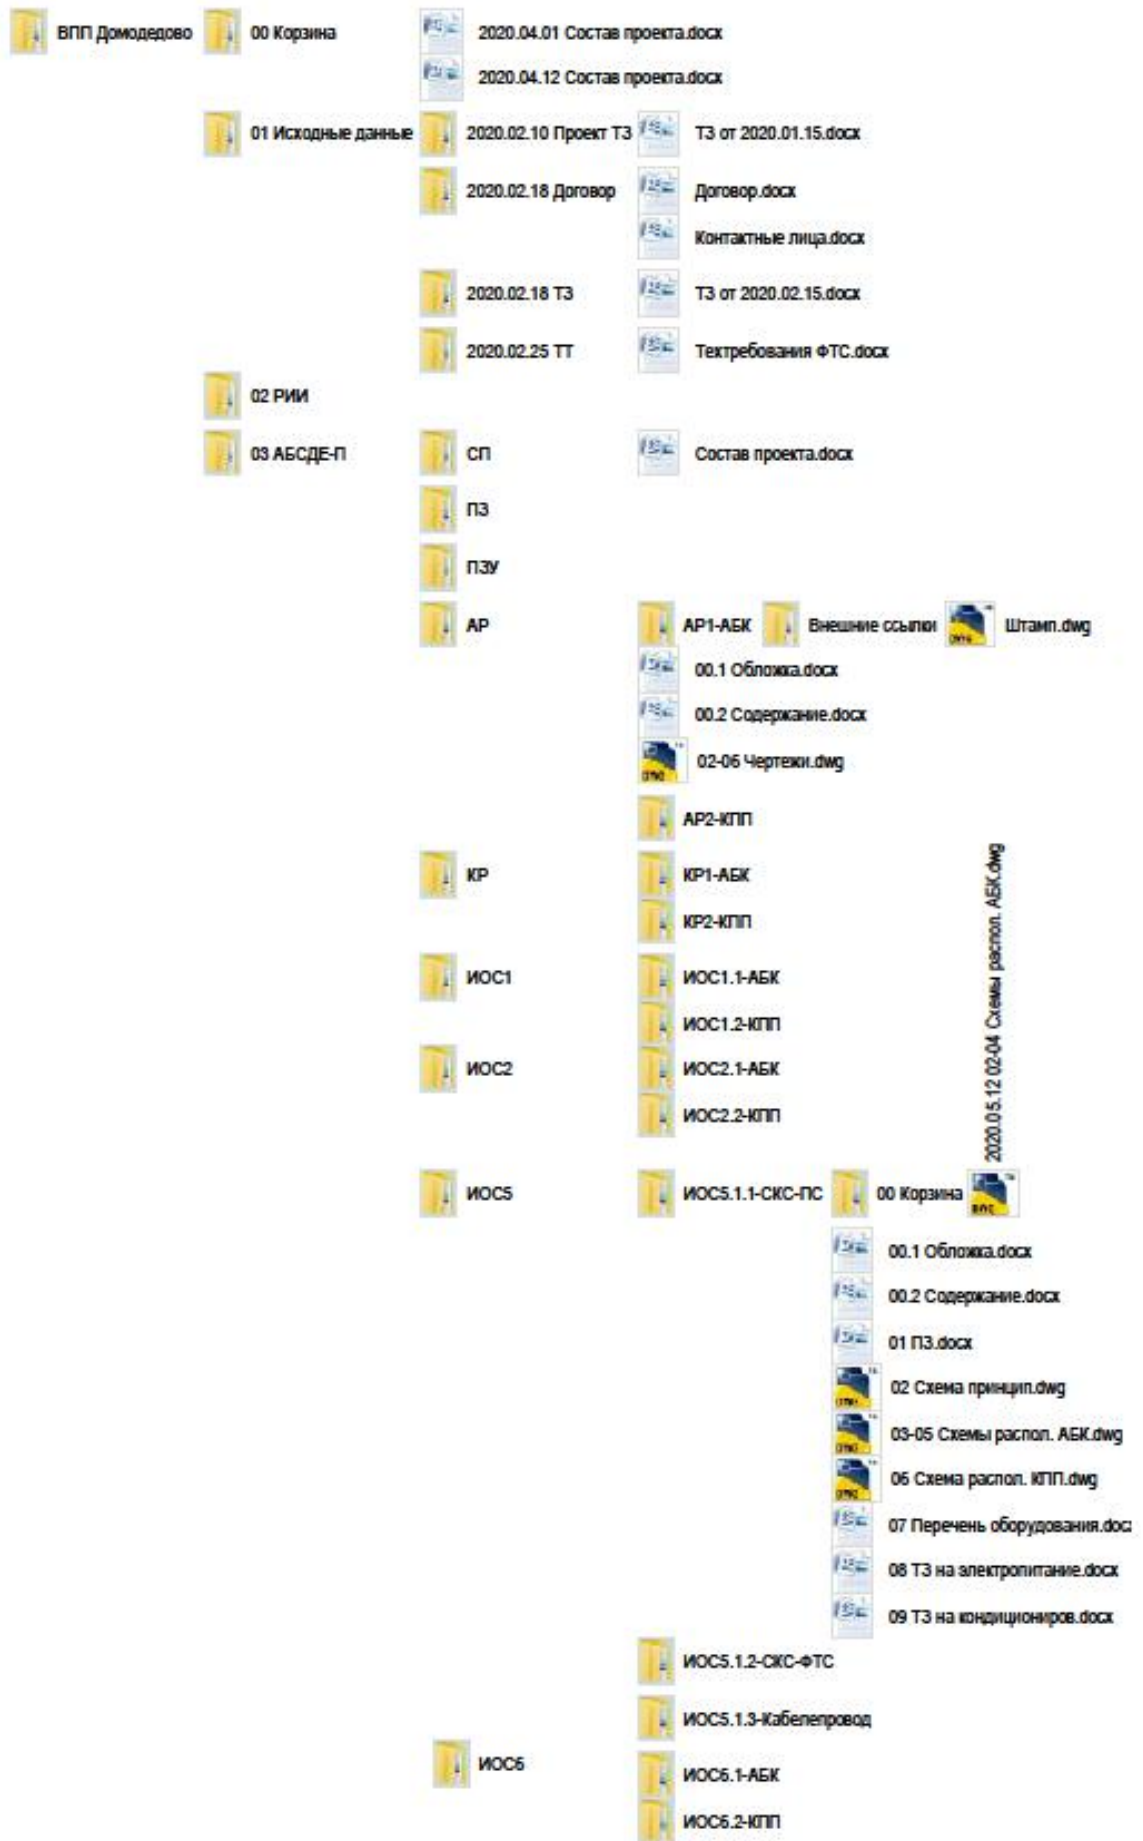 ВПП Домодедово 00 Корзина 2020.04.01 Состав проекта.docx
2020.04.12 Состав проекта.docx
01 Исходные данные 2020.02.10 Проект ТЗ ТЗ от 2020.01.15.docx
2020.02.18 Договор Договор.docx
Контактные лица.docx
2020.02.18 ТЗ ТЗ от 2020.02.15.docx
2020.02.25 ТТ Техтребования ФТС.docx
02 РИИ
03 АБСДЕ-П СП Состав проекта.docx
ПЗ
ПЗУ
АР АР1-АБК Внешние ссылки Штамп.dwg
00.1 Обложка.docx
00.2 Содержание.docx
02-06 Чертежи.dwg
АР2-КПП
КР КР1-АБК
КР2-КПП
ИОС1 ИОС1.1-АБК
ИОС1.2-КПП
ИОС2 ИОС2.1-АБК
ИОС2.2-КПП
2020.05.12 02-04 Схемы распол. АБК.dwg
ИОС5 ИОС5.1.1-СКС-ПС 00 Корзина
00.1 Обложка.docx
00.2 Содержание.docx
01 ПЗ.docx
02 Схема принцип.dwg
03-05 Схемы распол. АБК.dwg
06 Схема распол. КПП.dwg
07 Перечень оборудования.doc
08 ТЗ на электропитание.docx
09 ТЗ на кондициониров.docx
ИОС5.1.2-СКС-ФТС
ИОС5.1.3-Кабелепровод
ИОС6 ИОС6.1-АБК
ИОС6.2-КПП